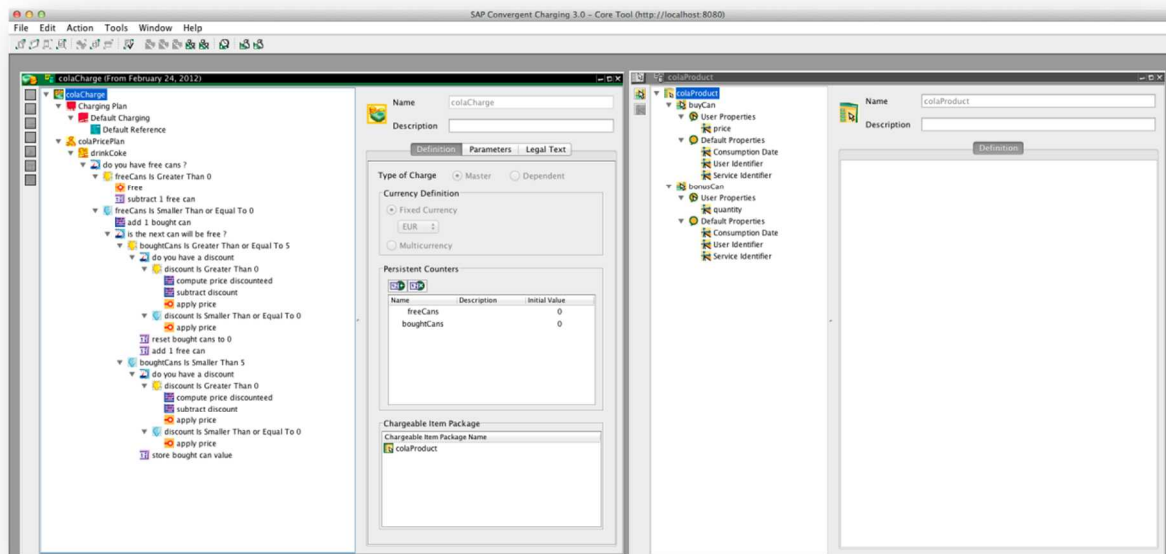 SAP Convergent Charging 3.0 - Core Tool (http://localhost:8080)
File Edit Action Tools Window Help
colaCharge (From February 24, 2012)
colaCharge
Charging Plan
Default Charging
Default Reference
colaPricePlan
drinkCoke
do you have free cans ?
freeCans Is Greater Than 0
Free
subtract 1 free can
freeCans Is Smaller Than or Equal To 0
add 1 bought can
is the next can will be free ?
boughtCans Is Greater Than or Equal To 5
do you have a discount
discount Is Greater Than 0
compute price discounteed
subtract discount
apply price
discount Is Smaller Than or Equal To 0
apply price
reset bought cans to 0
add 1 free can
boughtCans Is Smaller Than 5
do you have a discount
discount Is Greater Than 0
compute price discounteed
subtract discount
apply price
discount Is Smaller Than or Equal To 0
apply price
store bought can value
Name colaCharge
Description
Definition Parameters Legal Text
Type of Charge Master Dependent
Currency Definition
Fixed Currency
EUR
Multicurrency
Persistent Counters
Name Description Initial Value
freeCans 0
boughtCans 0
Chargeable Item Package
Chargeable Item Package Name
colaProduct
colaProduct
colaProduct
buyCan
User Properties
price
Default Properties
Consumption Date
User Identifier
Service Identifier
bonusCan
User Properties
quantity
Default Properties
Consumption Date
User Identifier
Service Identifier
Name colaProduct
Description
Definition